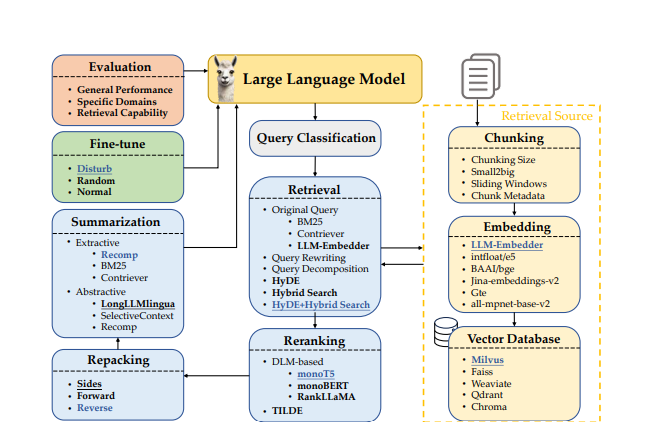 Evaluation
• General Performance
• Specific Domains
• Retrieval Capability
Fine-tune
• Disturb
• Random
• Normal
Summarization
• Extractive
• Recomp
• BM25
• Contriever
• Abstractive
• LongLLMlingua
• SelectiveContext
• Recomp
Repacking
• Sides
• Forward
• Reverse
Large Language Model
Query Classification
Retrieval
• Original Query
• BM25
• Contriever
• LLM-Embedder
• Query Rewriting
• Query Decomposition
• HyDE
• Hybrid Search
• HyDE+Hybrid Search
Reranking
• DLM-based
• monoT5
• monoBERT
• RankLLaMA
• TILDE
Retrieval Source
Chunking
• Chunking Size
• Small2big
• Sliding Windows
• Chunk Metadata
Embedding
• LLM-Embedder
• intfloat/e5
• BAAI/bge
• Jina-embeddings-v2
• Gte
• all-mpnet-base-v2
Vector Database
• Milvus
• Faiss
• Weaviate
• Qdrant
• Chroma